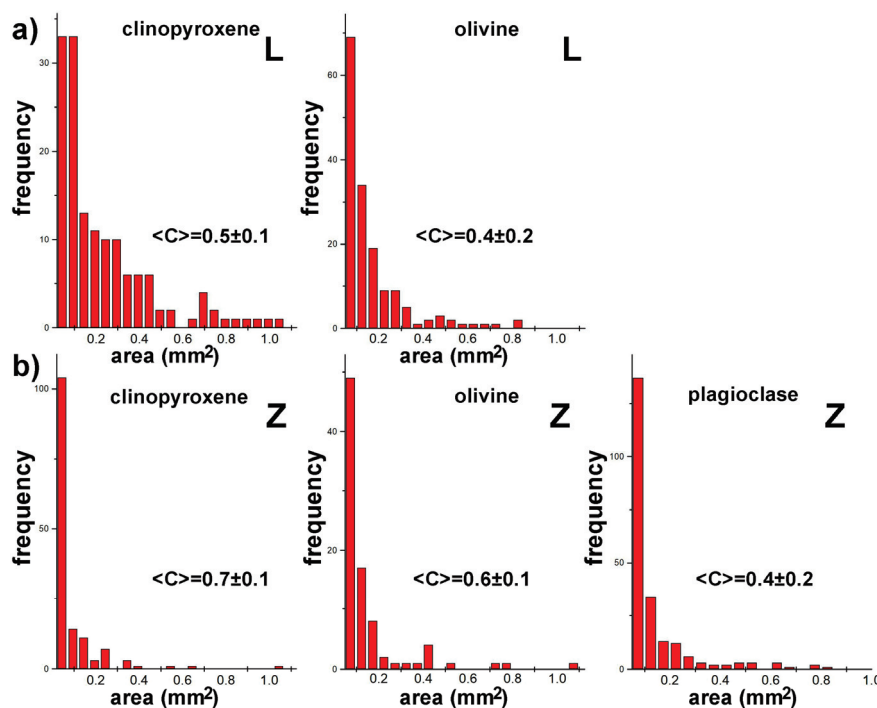 a)
clinopyroxene
L
frequency
30
20
10
0
<C>=0.5±0.1
0.2 0.4 0.6 0.8 1.0
area (mm²)
olivine
L
frequency
60
40
20
0
<C>=0.4±0.2
0.2 0.4 0.6 0.8 1.0
area (mm²)
b)
clinopyroxene
Z
frequency
100
50
0
<C>=0.7±0.1
0.2 0.4 0.6 0.8 1.0
area (mm²)
olivine
Z
frequency
40
20
0
<C>=0.6±0.1
0.2 0.4 0.6 0.8 1.0
area (mm²)
plagioclase
Z
frequency
100
50
0
<C>=0.4±0.2
0.2 0.4 0.6 0.8 1.0
area (mm²)